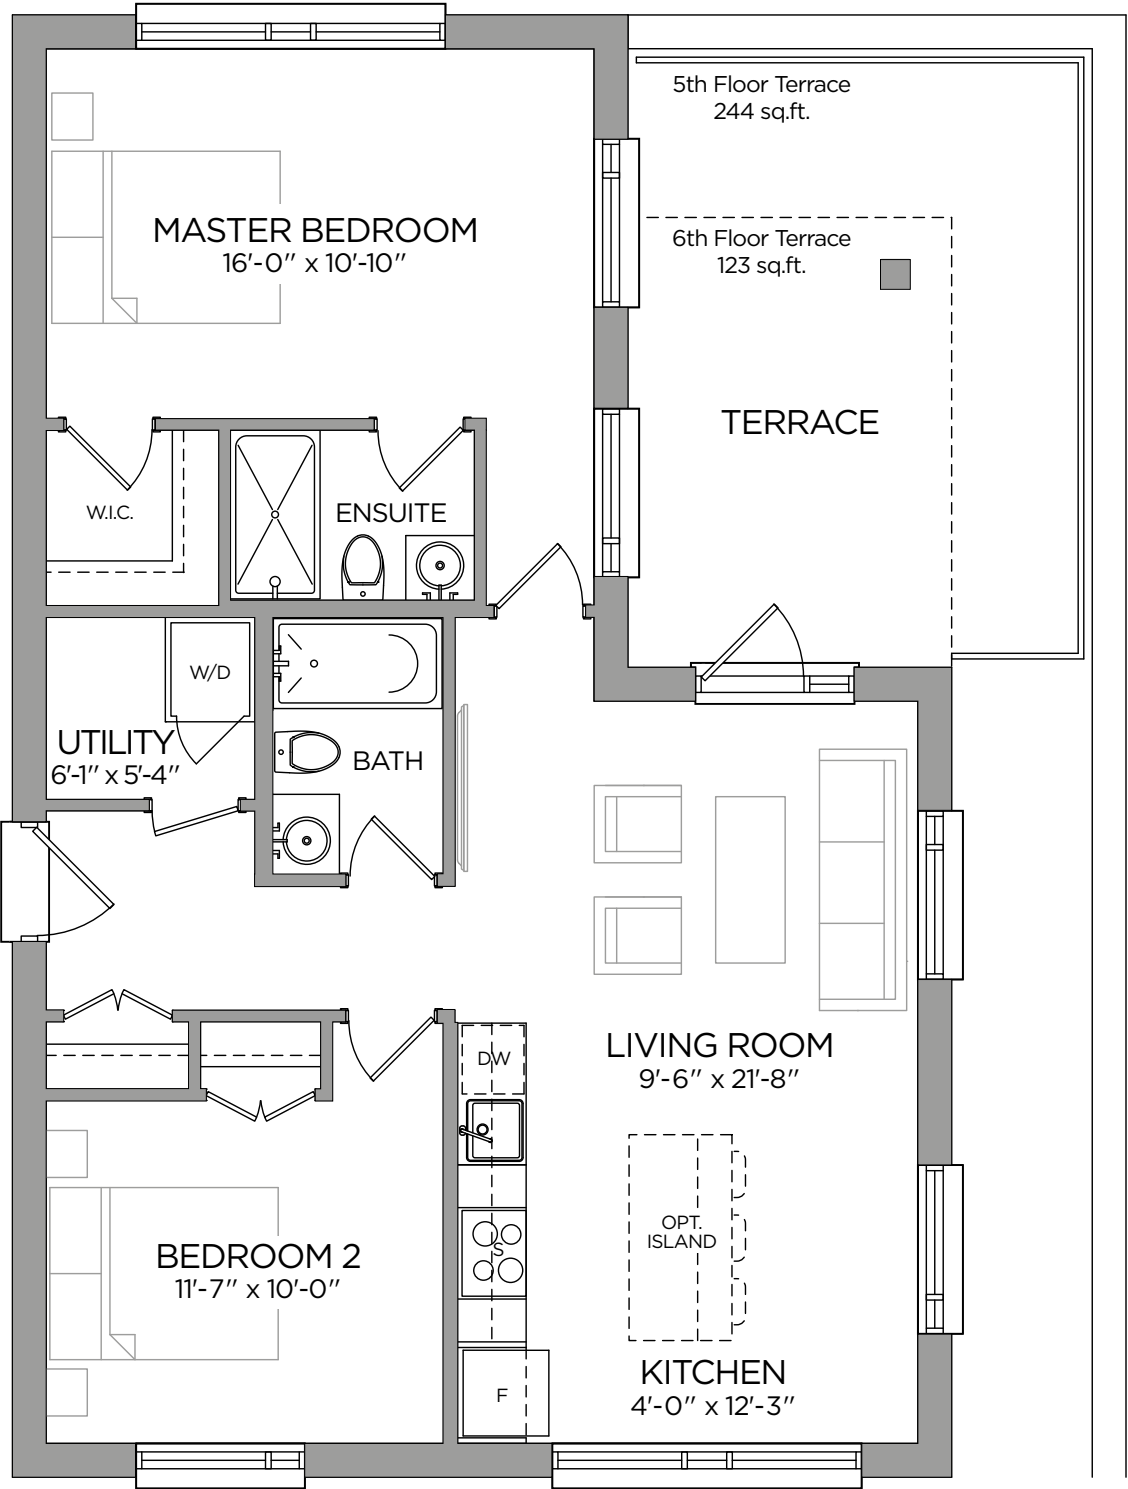 5th Floor Terrace
244 sq.ft.
MASTER BEDROOM
16'-0" x 10'-10"
6th Floor Terrace
123 sq.ft.
TERRACE
W.I.C.
ENSUITE
W/D
UTILITY
6'-1" x 5'-4"
BATH
LIVING ROOM
9'-6" x 21'-8"
DW
OPT.
ISLAND
S
BEDROOM 2
11'-7" x 10'-0"
KITCHEN
4'-0" x 12'-3"
F